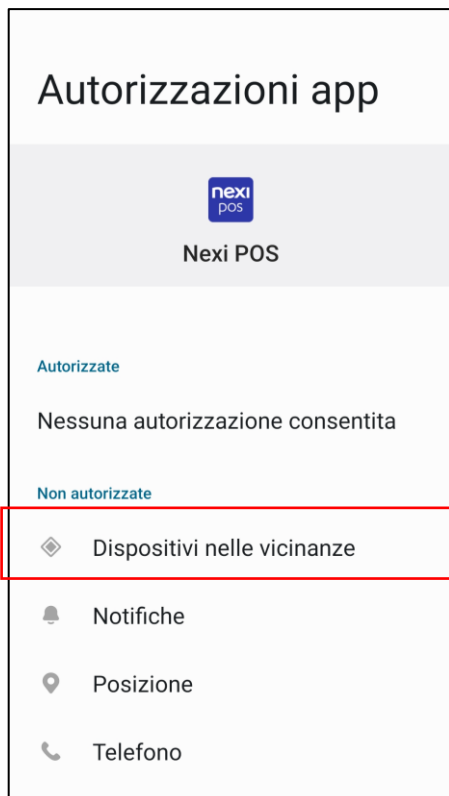 Autorizzazioni app
nexi
pos
Nexi POS
Autorizzate
Nessuna autorizzazione consentita
Non autorizzate
Dispositivi nelle vicinanze
Notifiche
Posizione
Telefono